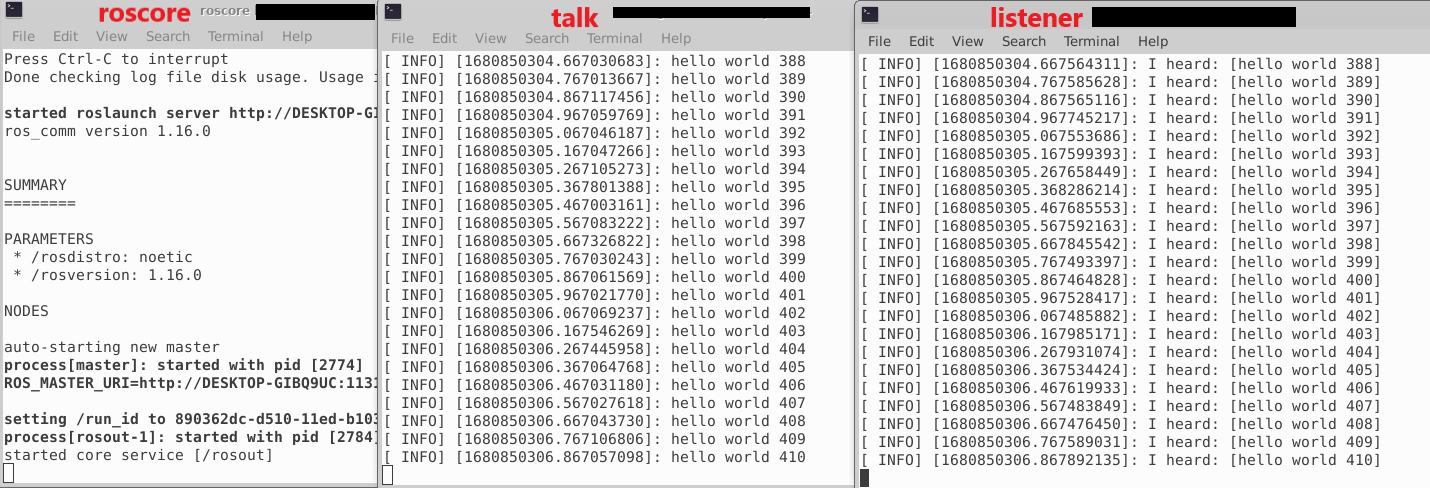 roscore roscore
File Edit View Search Terminal Help
Press Ctrl-C to interrupt
Done checking log file disk usage. Usage
started roslaunch server http://DESKTOP-GI
ros_comm version 1.16.0
SUMMARY
========
PARAMETERS
* /rosdistro: noetic
* /rosversion: 1.16.0
NODES
auto-starting new master
process[master]: started with pid [2774]
ROS_MASTER_URI=http://DESKTOP-GIBQ9UC:1131
setting /run_id to 890362dc-d510-11ed-b103
process[rosout-1]: started with pid [2784]
started core service [/rosout]
talk
File Edit View Search Terminal Help
[ INFO] [1680850304.667030683]: hello world 388
[ INFO] [1680850304.767013667]: hello world 389
[ INFO] [1680850304.867117456]: hello world 390
[ INFO] [1680850304.967059769]: hello world 391
[ INFO] [1680850305.067046187]: hello world 392
[ INFO] [1680850305.167047266]: hello world 393
[ INFO] [1680850305.267105273]: hello world 394
[ INFO] [1680850305.367801388]: hello world 395
[ INFO] [1680850305.467003161]: hello world 396
[ INFO] [1680850305.567083222]: hello world 397
[ INFO] [1680850305.667326822]: hello world 398
[ INFO] [1680850305.767030243]: hello world 399
[ INFO] [1680850305.867061569]: hello world 400
[ INFO] [1680850305.967021770]: hello world 401
[ INFO] [1680850306.067069237]: hello world 402
[ INFO] [1680850306.167546269]: hello world 403
[ INFO] [1680850306.267445958]: hello world 404
[ INFO] [1680850306.367064768]: hello world 405
[ INFO] [1680850306.467031180]: hello world 406
[ INFO] [1680850306.567027618]: hello world 407
[ INFO] [1680850306.667043730]: hello world 408
[ INFO] [1680850306.767106806]: hello world 409
[ INFO] [1680850306.867057098]: hello world 410
listener
File Edit View Search Terminal Help
[ INFO] [1680850304.667564311]: I heard: [hello world 388]
[ INFO] [1680850304.767585628]: I heard: [hello world 389]
[ INFO] [1680850304.867565116]: I heard: [hello world 390]
[ INFO] [1680850304.967745217]: I heard: [hello world 391]
[ INFO] [1680850305.067553686]: I heard: [hello world 392]
[ INFO] [1680850305.167599393]: I heard: [hello world 393]
[ INFO] [1680850305.267658449]: I heard: [hello world 394]
[ INFO] [1680850305.368286214]: I heard: [hello world 395]
[ INFO] [1680850305.467685553]: I heard: [hello world 396]
[ INFO] [1680850305.567592163]: I heard: [hello world 397]
[ INFO] [1680850305.667845542]: I heard: [hello world 398]
[ INFO] [1680850305.767493397]: I heard: [hello world 399]
[ INFO] [1680850305.867464828]: I heard: [hello world 400]
[ INFO] [1680850305.967528417]: I heard: [hello world 401]
[ INFO] [1680850306.067485882]: I heard: [hello world 402]
[ INFO] [1680850306.167985171]: I heard: [hello world 403]
[ INFO] [1680850306.267931074]: I heard: [hello world 404]
[ INFO] [1680850306.367534424]: I heard: [hello world 405]
[ INFO] [1680850306.467619933]: I heard: [hello world 406]
[ INFO] [1680850306.567483849]: I heard: [hello world 407]
[ INFO] [1680850306.667476450]: I heard: [hello world 408]
[ INFO] [1680850306.767589031]: I heard: [hello world 409]
[ INFO] [1680850306.867892135]: I heard: [hello world 410]